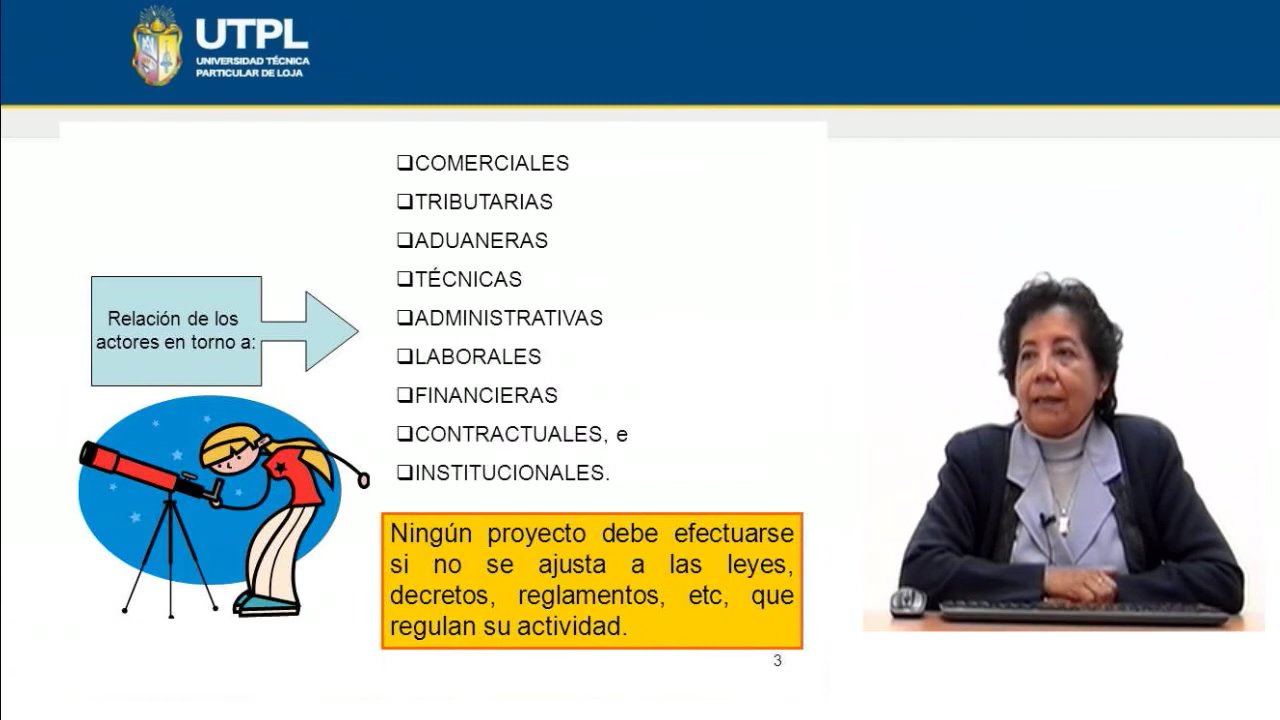 UTPL
UNIVERSIDAD TÉCNICA
PARTICULAR DE LOJA
❑COMERCIALES
❑TRIBUTARIAS
❑ADUANERAS
❑TÉCNICAS
❑ADMINISTRATIVAS
❑LABORALES
❑FINANCIERAS
❑CONTRACTUALES, e
❑INSTITUCIONALES.
Relación de los
actores en torno a:
Ningún proyecto debe efectuarse
si no se ajusta a las leyes,
decretos, reglamentos, etc, que
regulan su actividad.
3